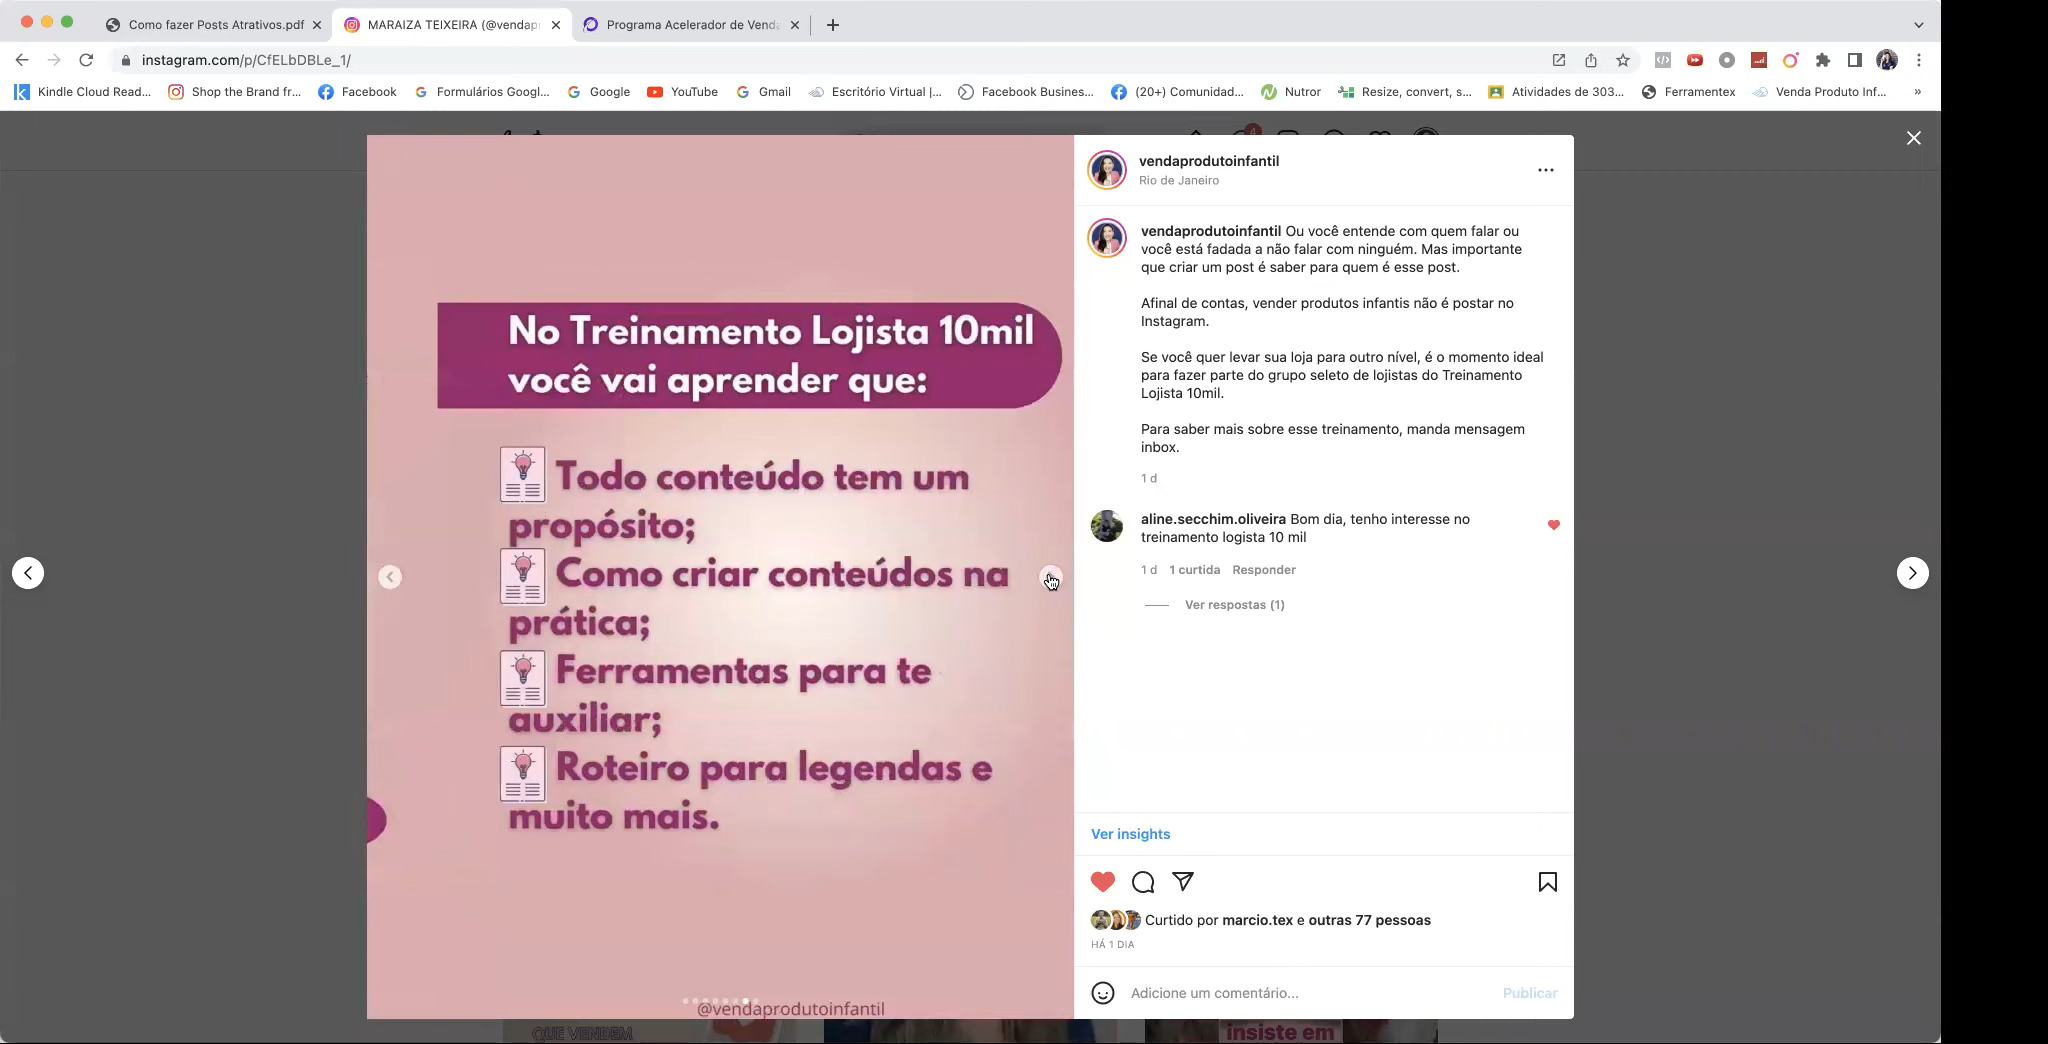 Como fazer Posts Atrativos.pdf
MARAIZA TEIXEIRA (@vendapr
Programa Acelerador de Venda
instagram.com/p/CfELbDBLe_1/
Kindle Cloud Read...
Shop the Brand fr...
Facebook
Formulários Googl...
Google
YouTube
Gmail
Escritório Virtual |...
Facebook Busines...
(20+) Comunidad...
Nutror
Resize, convert, s...
Atividades de 303...
Ferramentex
Venda Produto Inf...
»
No Treinamento Lojista 10mil
você vai aprender que:
Todo conteúdo tem um
propósito;
Como criar conteúdos na
prática;
Ferramentas para te
auxiliar;
Roteiro para legendas e
muito mais.
@vendaprodutoinfantil
vendaprodutoinfantil
Rio de Janeiro
vendaprodutoinfantil Ou você entende com quem falar ou
você está fadada a não falar com ninguém. Mas importante
que criar um post é saber para quem é esse post.
Afinal de contas, vender produtos infantis não é postar no
Instagram.
Se você quer levar sua loja para outro nível, é o momento ideal
para fazer parte do grupo seleto de lojistas do Treinamento
Lojista 10mil.
Para saber mais sobre esse treinamento, manda mensagem
inbox.
1 d
aline.secchim.oliveira Bom dia, tenho interesse no
treinamento logista 10 mil
1 d 1 curtida Responder
Ver respostas (1)
Ver insights
Curtido por marcio.tex e outras 77 pessoas
HÁ 1 DIA
Adicione um comentário...
Publicar
QUE VENDEM
insiste em